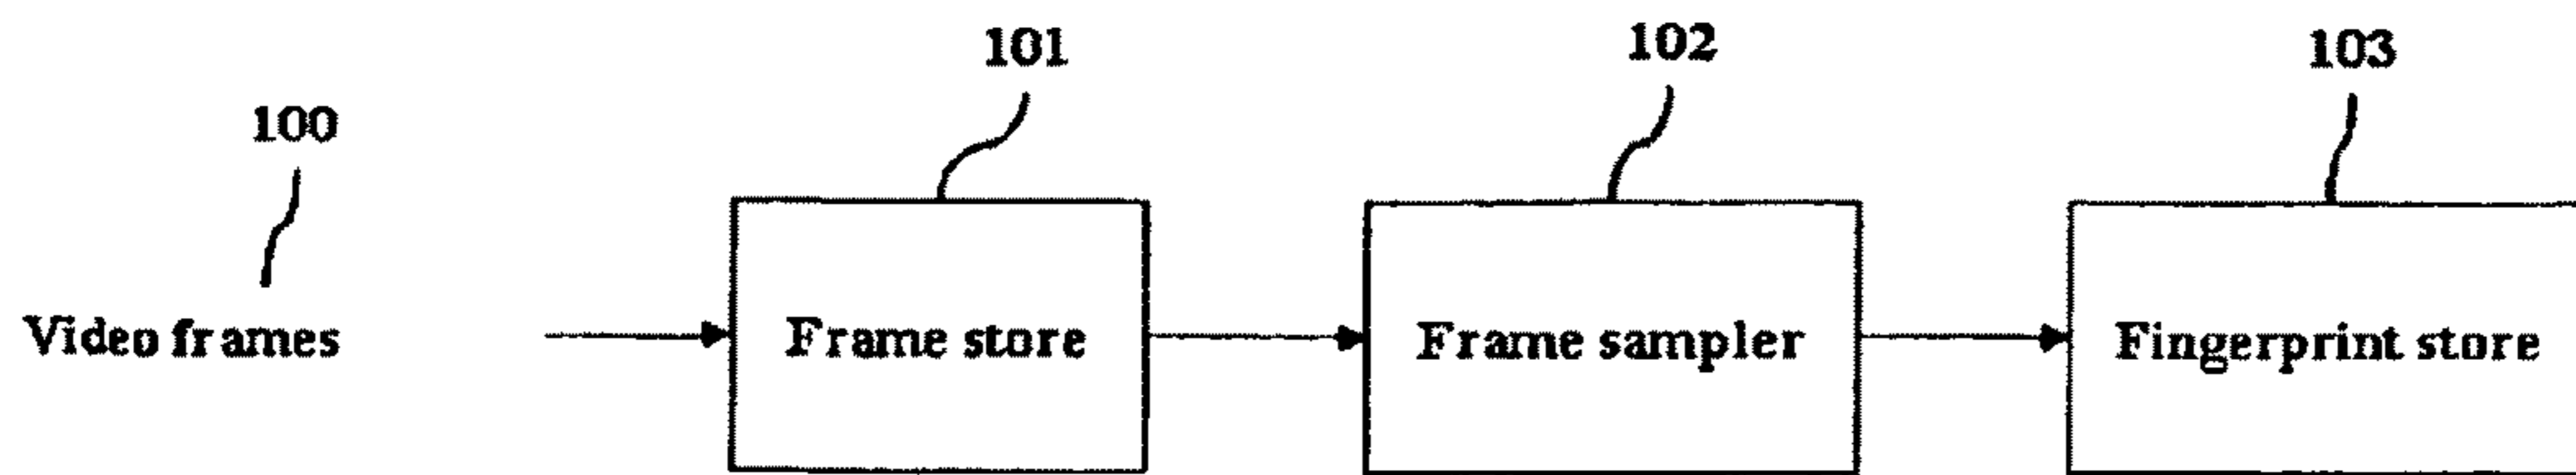 100
101
102
103
Video frames
Frame store
Frame sampler
Fingerprint store